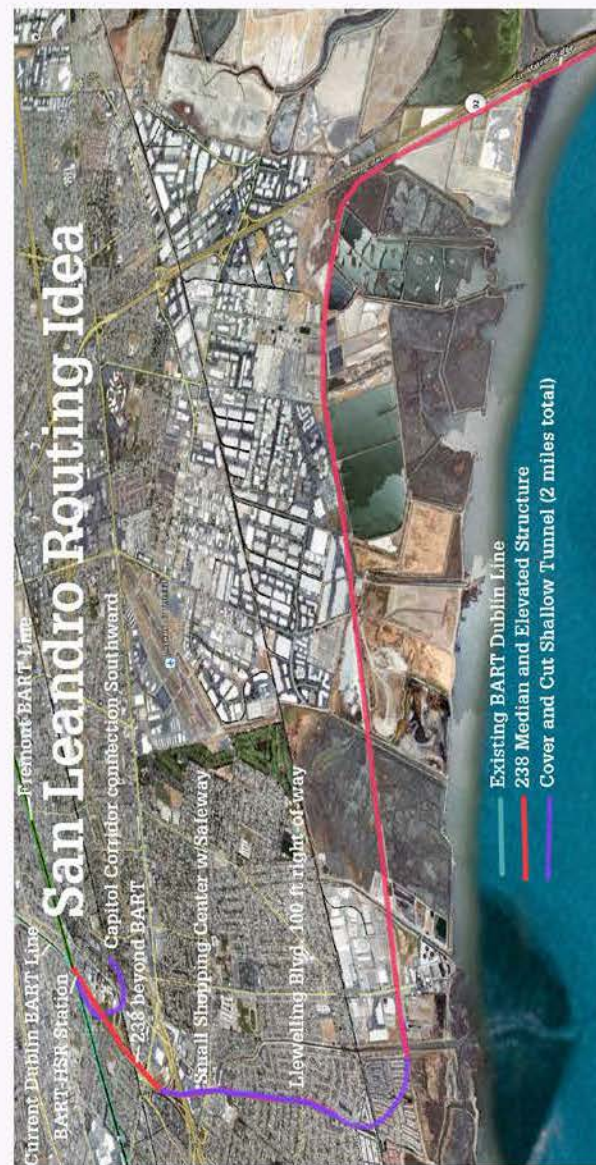 San Leandro Routing Idea
Current Dublin BART Line
Fremont BART Line
BART-HSR Station
Capitol Corridor connection Southward
238 beyond BART
Small Shopping Center w/Safeway
Llewelling Blvd. 100 ft right of way
92
Existing BART Dublin Line
238 Median and Elevated Structure
Cover and Cut Shallow Tunnel (2 miles total)